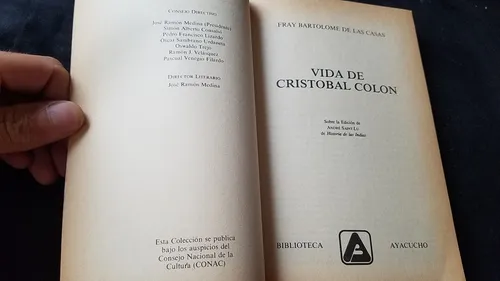 CONSEJO DIRECTIVO
José Ramón Medina (Presidente)
Simón Alberto Consalvi
Pedro Francisco Lizardo
Oscar Sambrano Urdaneta
Oswaldo Trejo
Ramón J. Velásquez
Pascual Venegas Filardo
DIRECTOR LITERARIO
José Ramón Medina
Esta Colección se publica
bajo los auspicios del
Consejo Nacional de la
Cultura (CONAC)
FRAY BARTOLOME DE LAS CASAS
VIDA DE
CRISTOBAL COLON
Sobre la Edición de
ANDRÉ SAINT-LU
de Historia de las Indias
BIBLIOTECA
AYACUCHO